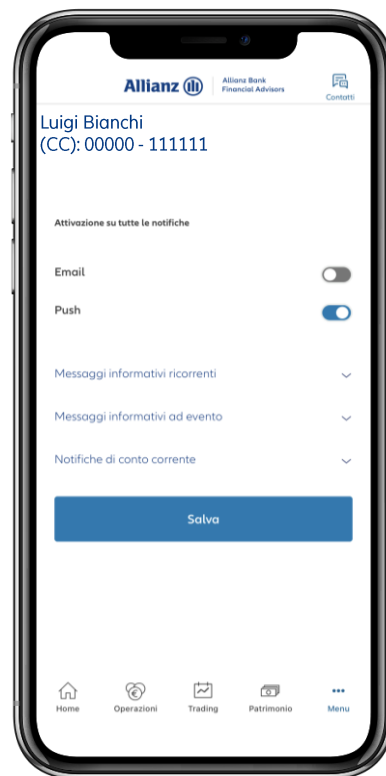 Allianz
Allianz Bank
Financial Advisors
Contatti
Luigi Bianchi
(CC): 00000 - 111111
Attivazione su tutte le notifiche
Email
Push
Messaggi informativi ricorrenti
Messaggi informativi ad evento
Notifiche di conto corrente
Salva
Home Operazioni Trading Patrimonio Menu